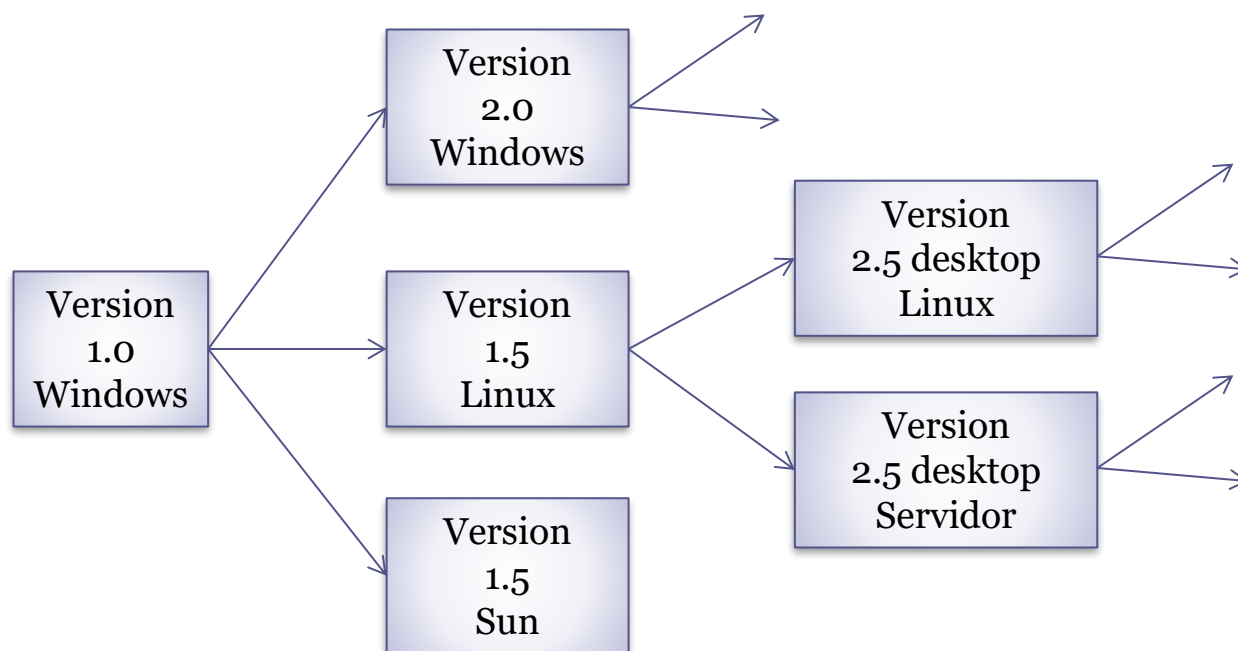 Version
2.0
Windows
Version
1.0
Windows
Version
1.5
Linux
Version
1.5
Sun
Version
2.5 desktop
Linux
Version
2.5 desktop
Servidor